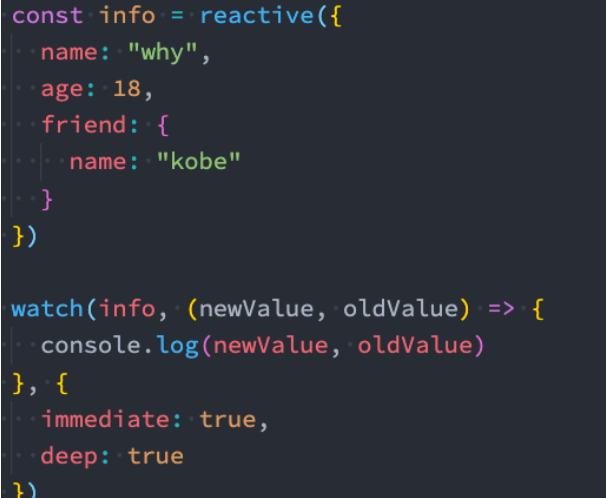 const info = reactive({
  name: "why",
  age: 18,
  friend: {
    name: "kobe"
  }
})
watch(info, (newValue, oldValue) => {
  console.log(newValue, oldValue)
}, {
  immediate: true,
  deep: true
})